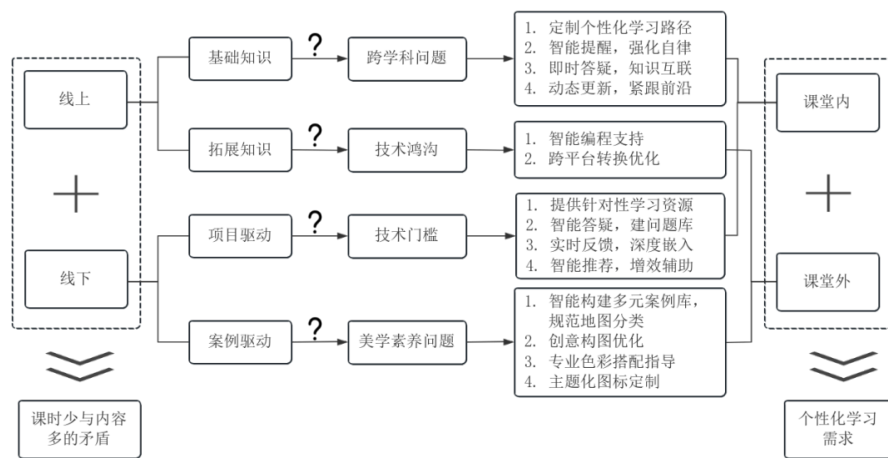 线上
+
线下
课时少与内容
多的矛盾
基础知识
?
跨学科问题
1. 定制个性化学习路径
2. 智能提醒，强化自律
3. 即时答疑，知识互联
4. 动态更新，紧跟前沿
拓展知识
?
技术鸿沟
1. 智能编程支持
2. 跨平台转换优化
项目驱动
?
技术门槛
1. 提供针对性学习资源
2. 智能答疑，建问题库
3. 实时反馈，深度嵌入
4. 智能推荐，增效辅助
案例驱动
?
美学素养问题
1. 智能构建多元案例库，
规范地图分类
2. 创意构图优化
3. 专业色彩搭配指导
4. 主题化图标定制
课堂内
+
课堂外
个性化学习
需求